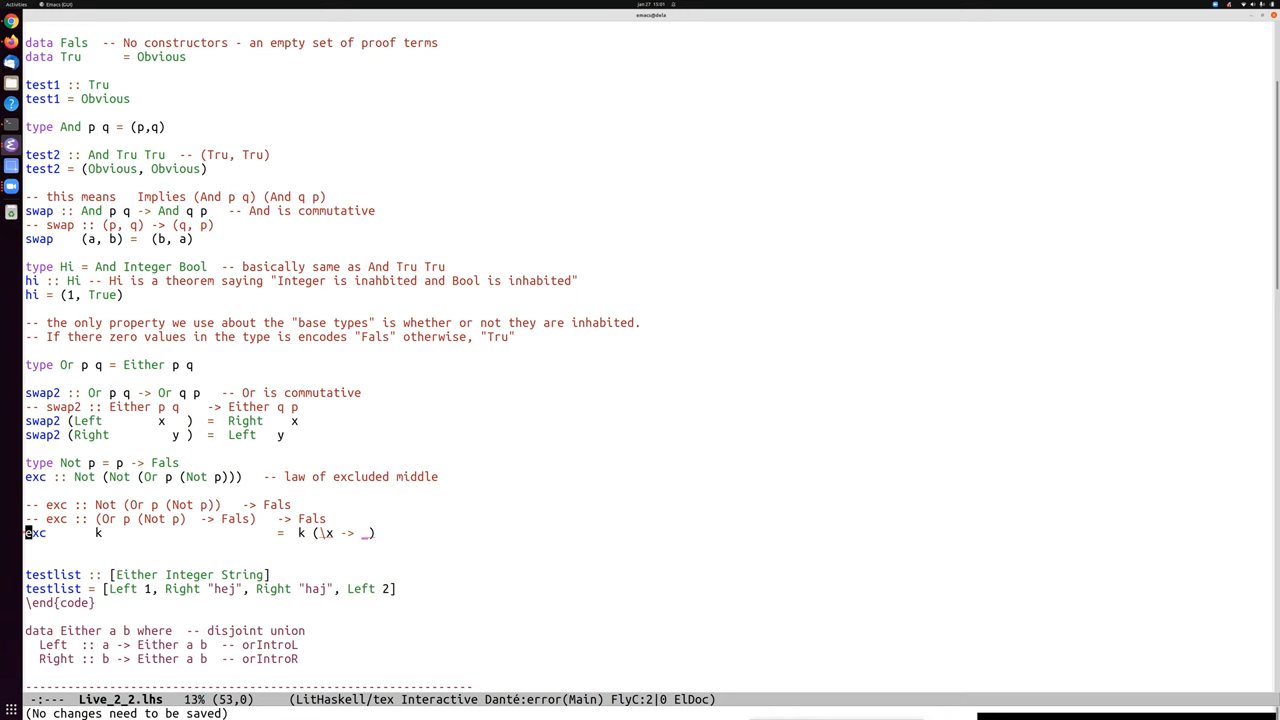 Activities
Emacs (GUI)
Jan 27 15:01
emacs@dela
data Fals  -- No constructors - an empty set of proof terms
data Tru      = Obvious
test1 :: Tru
test1 = Obvious
type And p q = (p,q)
test2 :: And Tru Tru  -- (Tru, Tru)
test2 = (Obvious, Obvious)
-- this means   Implies (And p q) (And q p)
swap :: And p q -> And q p   -- And is commutative
-- swap :: (p, q) -> (q, p)
swap    (a, b) =  (b, a)
type Hi = And Integer Bool  -- basically same as And Tru Tru
hi :: Hi -- Hi is a theorem saying "Integer is inahbited and Bool is inhabited"
hi = (1, True)
-- the only property we use about the "base types" is whether or not they are inhabited.
-- If there zero values in the type is encodes "Fals" otherwise, "Tru"
type Or p q = Either p q
swap2 :: Or p q -> Or q p   -- Or is commutative
-- swap2 :: Either p q    -> Either q p
swap2 (Left        x   )  =  Right    x
swap2 (Right         y )  =  Left   y
type Not p = p -> Fals
exc :: Not (Not (Or p (Not p)))   -- law of excluded middle
-- exc :: Not (Or p (Not p))   -> Fals
-- exc :: (Or p (Not p)  -> Fals)   -> Fals
exc       k                         =  k (\x -> _)
testlist :: [Either Integer String]
testlist = [Left 1, Right "hej", Right "haj", Left 2]
\end{code}
data Either a b where  -- disjoint union
  Left  :: a -> Either a b  -- orIntroL
  Right :: b -> Either a b  -- orIntroR
----------------------------------------------------------------
-:---  Live_2_2.lhs   13% (53,0)     (LitHaskell/tex Interactive Danté:error(Main) FlyC:2|0 ElDoc)
(No changes need to be saved)